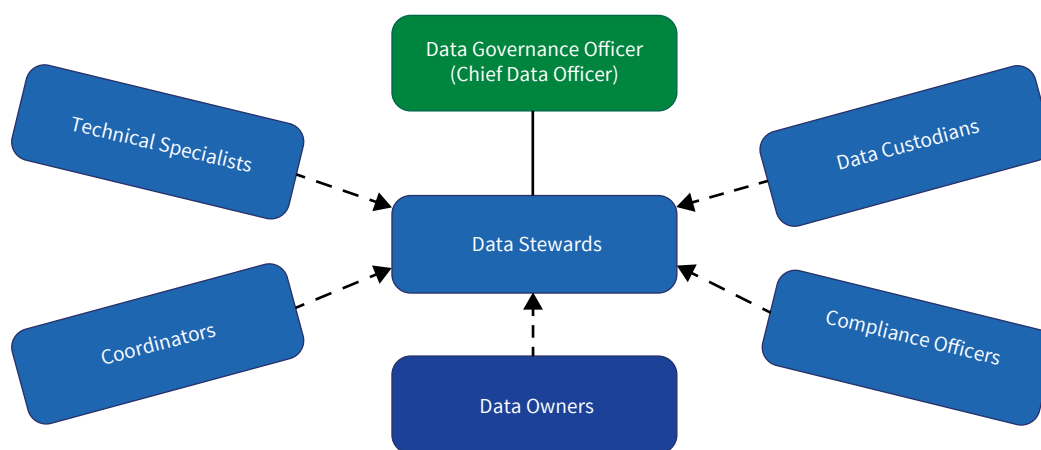 Data Governance Officer
(Chief Data Officer)
Technical Specialists
Data Custodians
Data Stewards
Coordinators
Compliance Officers
Data Owners